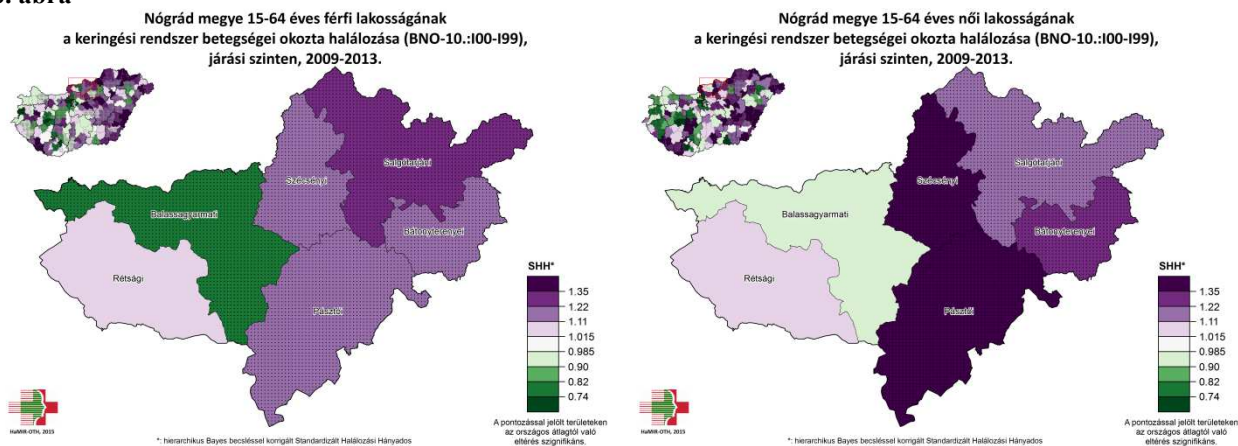 Nógrád megye 15-64 éves férfi lakosságának
a keringési rendszer betegségei okozta halálozása (BNO-10.:I00-I99),
járási szinten, 2009-2013.
Salgótarjáni
Szécsényi
Balassagyarmati
Bátonyterenyei
Rétsági
Pásztói
SHH*
1.35
1.22
1.11
1.015
0.985
0.90
0.82
0.74
A pontozással jelölt területeken
az országos átlagtól való
eltérés szignifikáns.
HaMIR-OTH, 2015
*: hierarchikus Bayes becsléssel korrigált Standardizált Halálozási Hányados
Nógrád megye 15-64 éves női lakosságának
a keringési rendszer betegségei okozta halálozása (BNO-10.:I00-I99),
járási szinten, 2009-2013.
Salgótarjáni
Szécsényi
Balassagyarmati
Bátonyterenyei
Rétsági
Pásztói
SHH*
1.35
1.22
1.11
1.015
0.985
0.90
0.82
0.74
A pontozással jelölt területeken
az országos átlagtól való
eltérés szignifikáns.
HaMIR-OTH, 2015
*: hierarchikus Bayes becsléssel korrigált Standardizált Halálozási Hányados